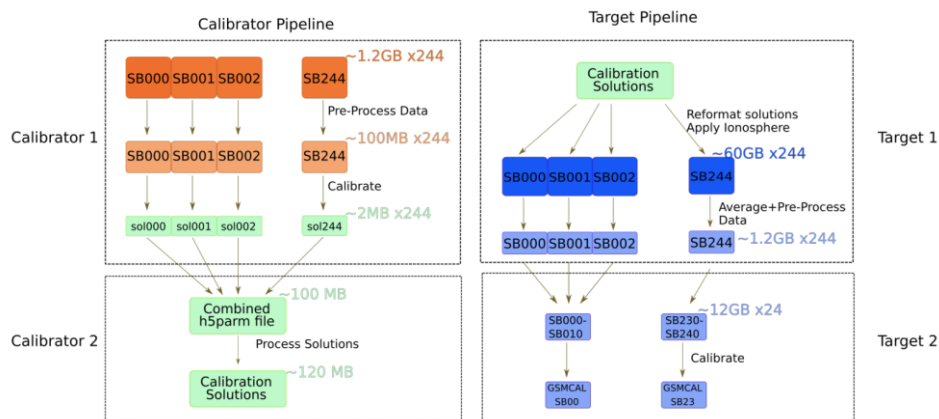 Calibrator Pipeline
Target Pipeline
Calibrator 1
~1.2GB x244
SB000 SB001 SB002 SB244
Pre-Process Data
~100MB x244
SB000 SB001 SB002 SB244
Calibrate
~2MB x244
sol000 sol001 sol002 sol244
Calibrator 2
~100 MB
Combined
h5parm file
Process Solutions
~120 MB
Calibration
Solutions
Calibration
Solutions
Reformat solutions
Apply Ionosphere
Target 1
~60GB x244
SB000 SB001 SB002 SB244
Average+Pre-Process
Data
~1.2GB x244
SB000 SB001 SB002 SB244
~12GB x24
SB000-
SB010
SB230-
SB240
Target 2
Calibrate
GSMCAL
SB00
GSMCAL
SB23